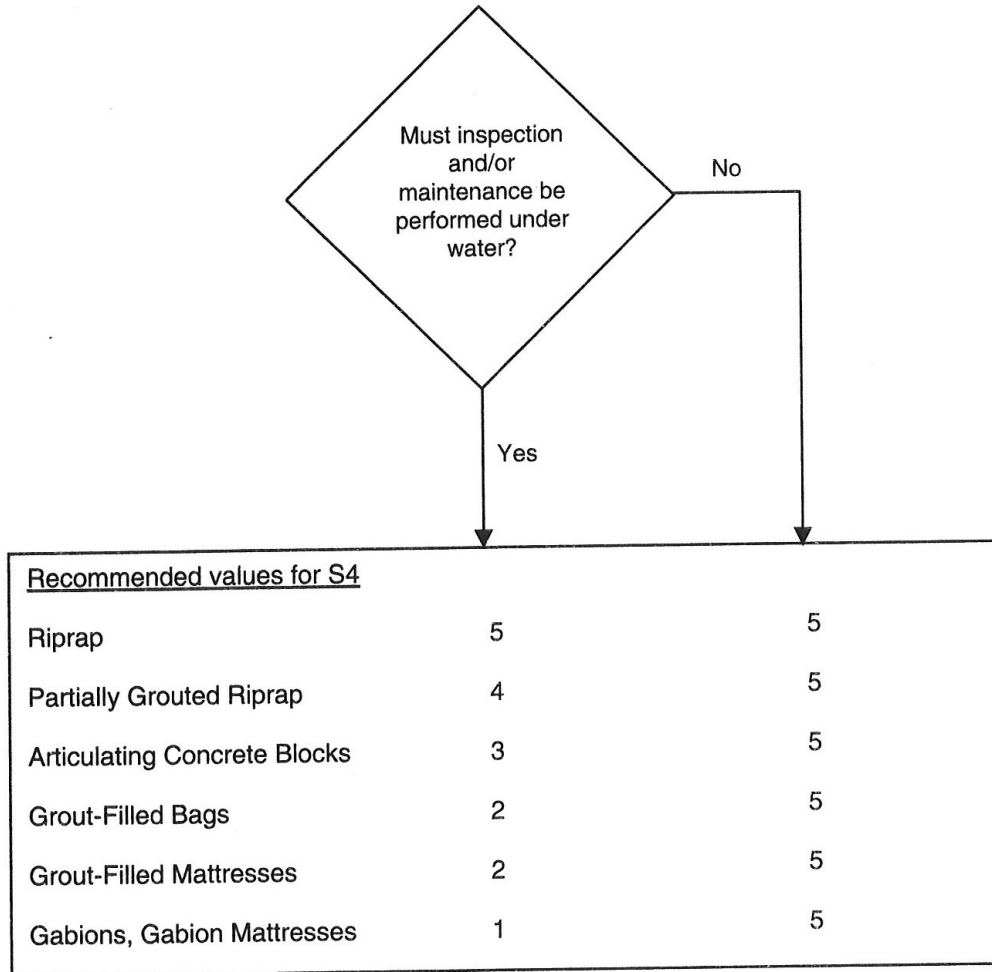 Must inspection
and/or
maintenance be
performed under
water?
No
Yes
Recommended values for S4
Riprap 5 5
Partially Grouted Riprap 4 5
Articulating Concrete Blocks 3 5
Grout-Filled Bags 2 5
Grout-Filled Mattresses 2 5
Gabions, Gabion Mattresses 1 5